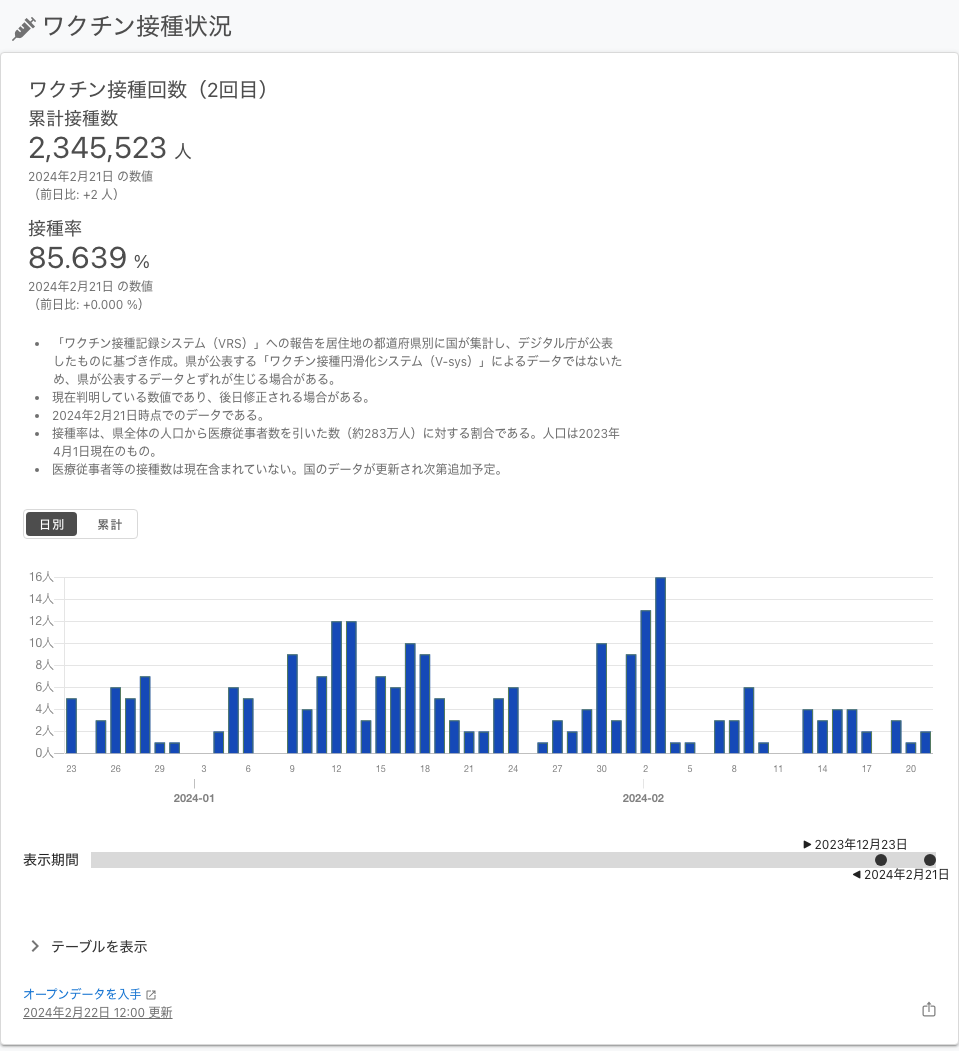 ワクチン接種状況
ワクチン接種回数（2回目）
累計接種数
2,345,523 人
2024年2月21日 の数値
（前日比: +2 人）
接種率
85.639 %
2024年2月21日 の数値
（前日比: +0.000 %）
• 「ワクチン接種記録システム（VRS）」への報告を居住地の都道府県別に国が集計し、デジタル庁が公表
したものに基づき作成。県が公表する「ワクチン接種円滑化システム（V-sys）」によるデータではないた
め、県が公表するデータとずれが生じる場合がある。
• 現在判明している数値であり、後日修正される場合がある。
• 2024年2月21日時点でのデータである。
• 接種率は、県全体の人口から医療従事者数を引いた数（約283万人）に対する割合である。人口は2023年
4月1日現在のもの。
• 医療従事者等の接種数は現在含まれていない。国のデータが更新され次第追加予定。
日別 累計
16人
14人
12人
10人
8人
6人
4人
2人
0人
23 26 29 3 6 9 12 15 18 21 24 27 30 2 5 8 11 14 17 20
2024-01 2024-02
▶ 2023年12月23日
表示期間
◀ 2024年2月21日
テーブルを表示
オープンデータを入手
2024年2月22日 12:00 更新